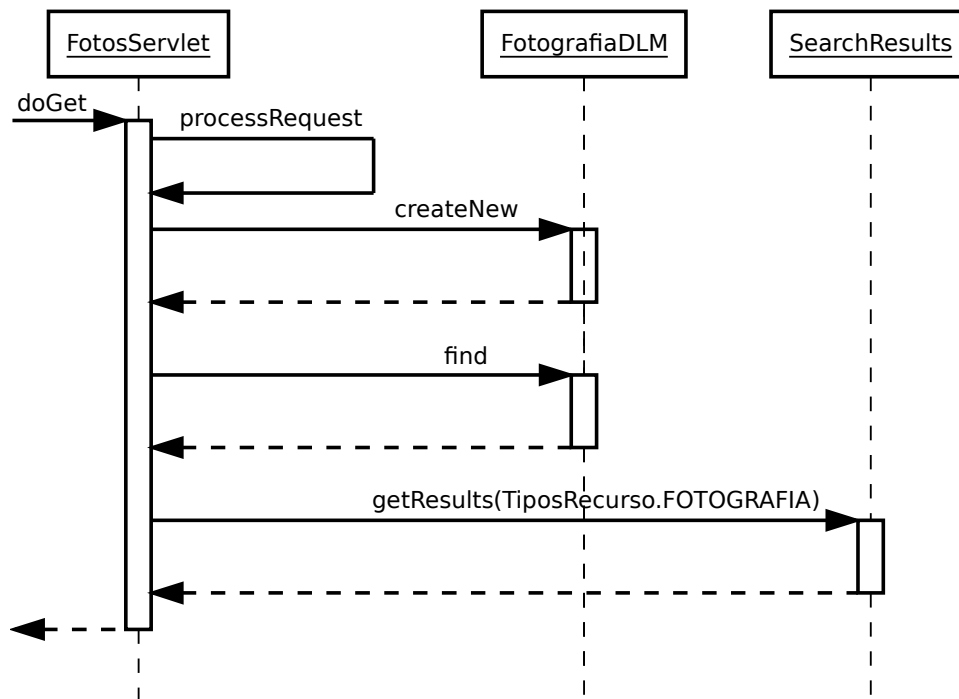 FotosServlet
FotografiaDLM
SearchResults
doGet
processRequest
createNew
find
getResults(TiposRecurso.FOTOGRAFIA)